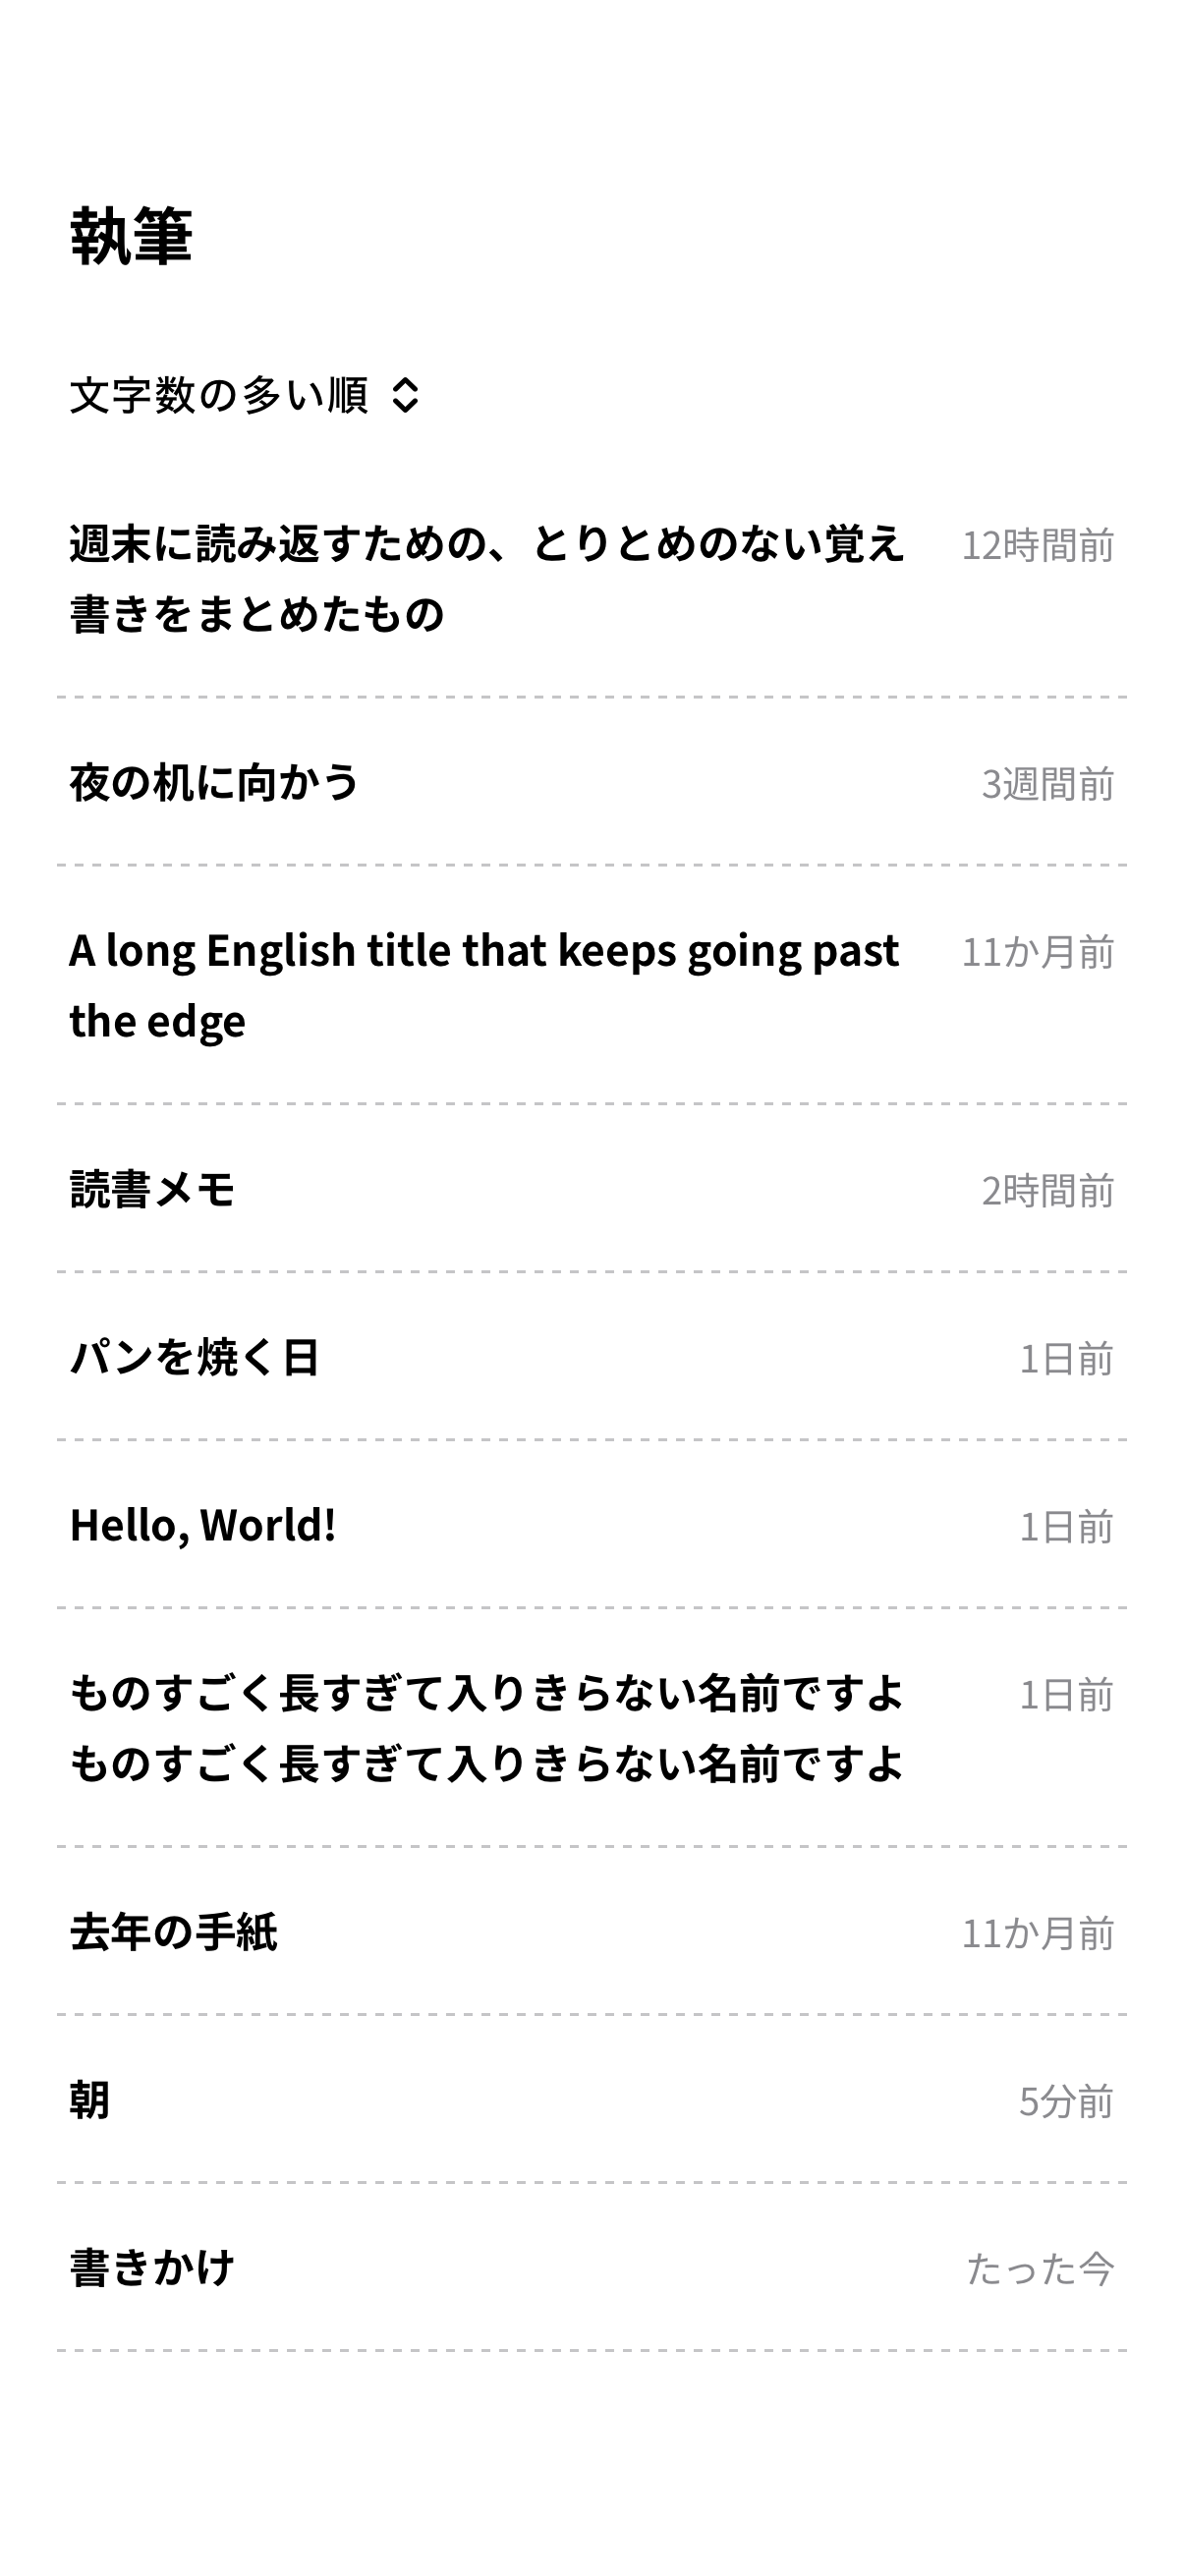 執筆
文字数の多い順
週末に読み返すための、とりとめのない覚え 12時間前
書きをまとめたもの
夜の机に向かう 3週間前
A long English title that keeps going past 11か月前
the edge
読書メモ 2時間前
パンを焼く日 1日前
Hello, World! 1日前
ものすごく長すぎて入りきらない名前ですよ 1日前
ものすごく長すぎて入りきらない名前ですよ
去年の手紙 11か月前
朝 5分前
書きかけ たった今